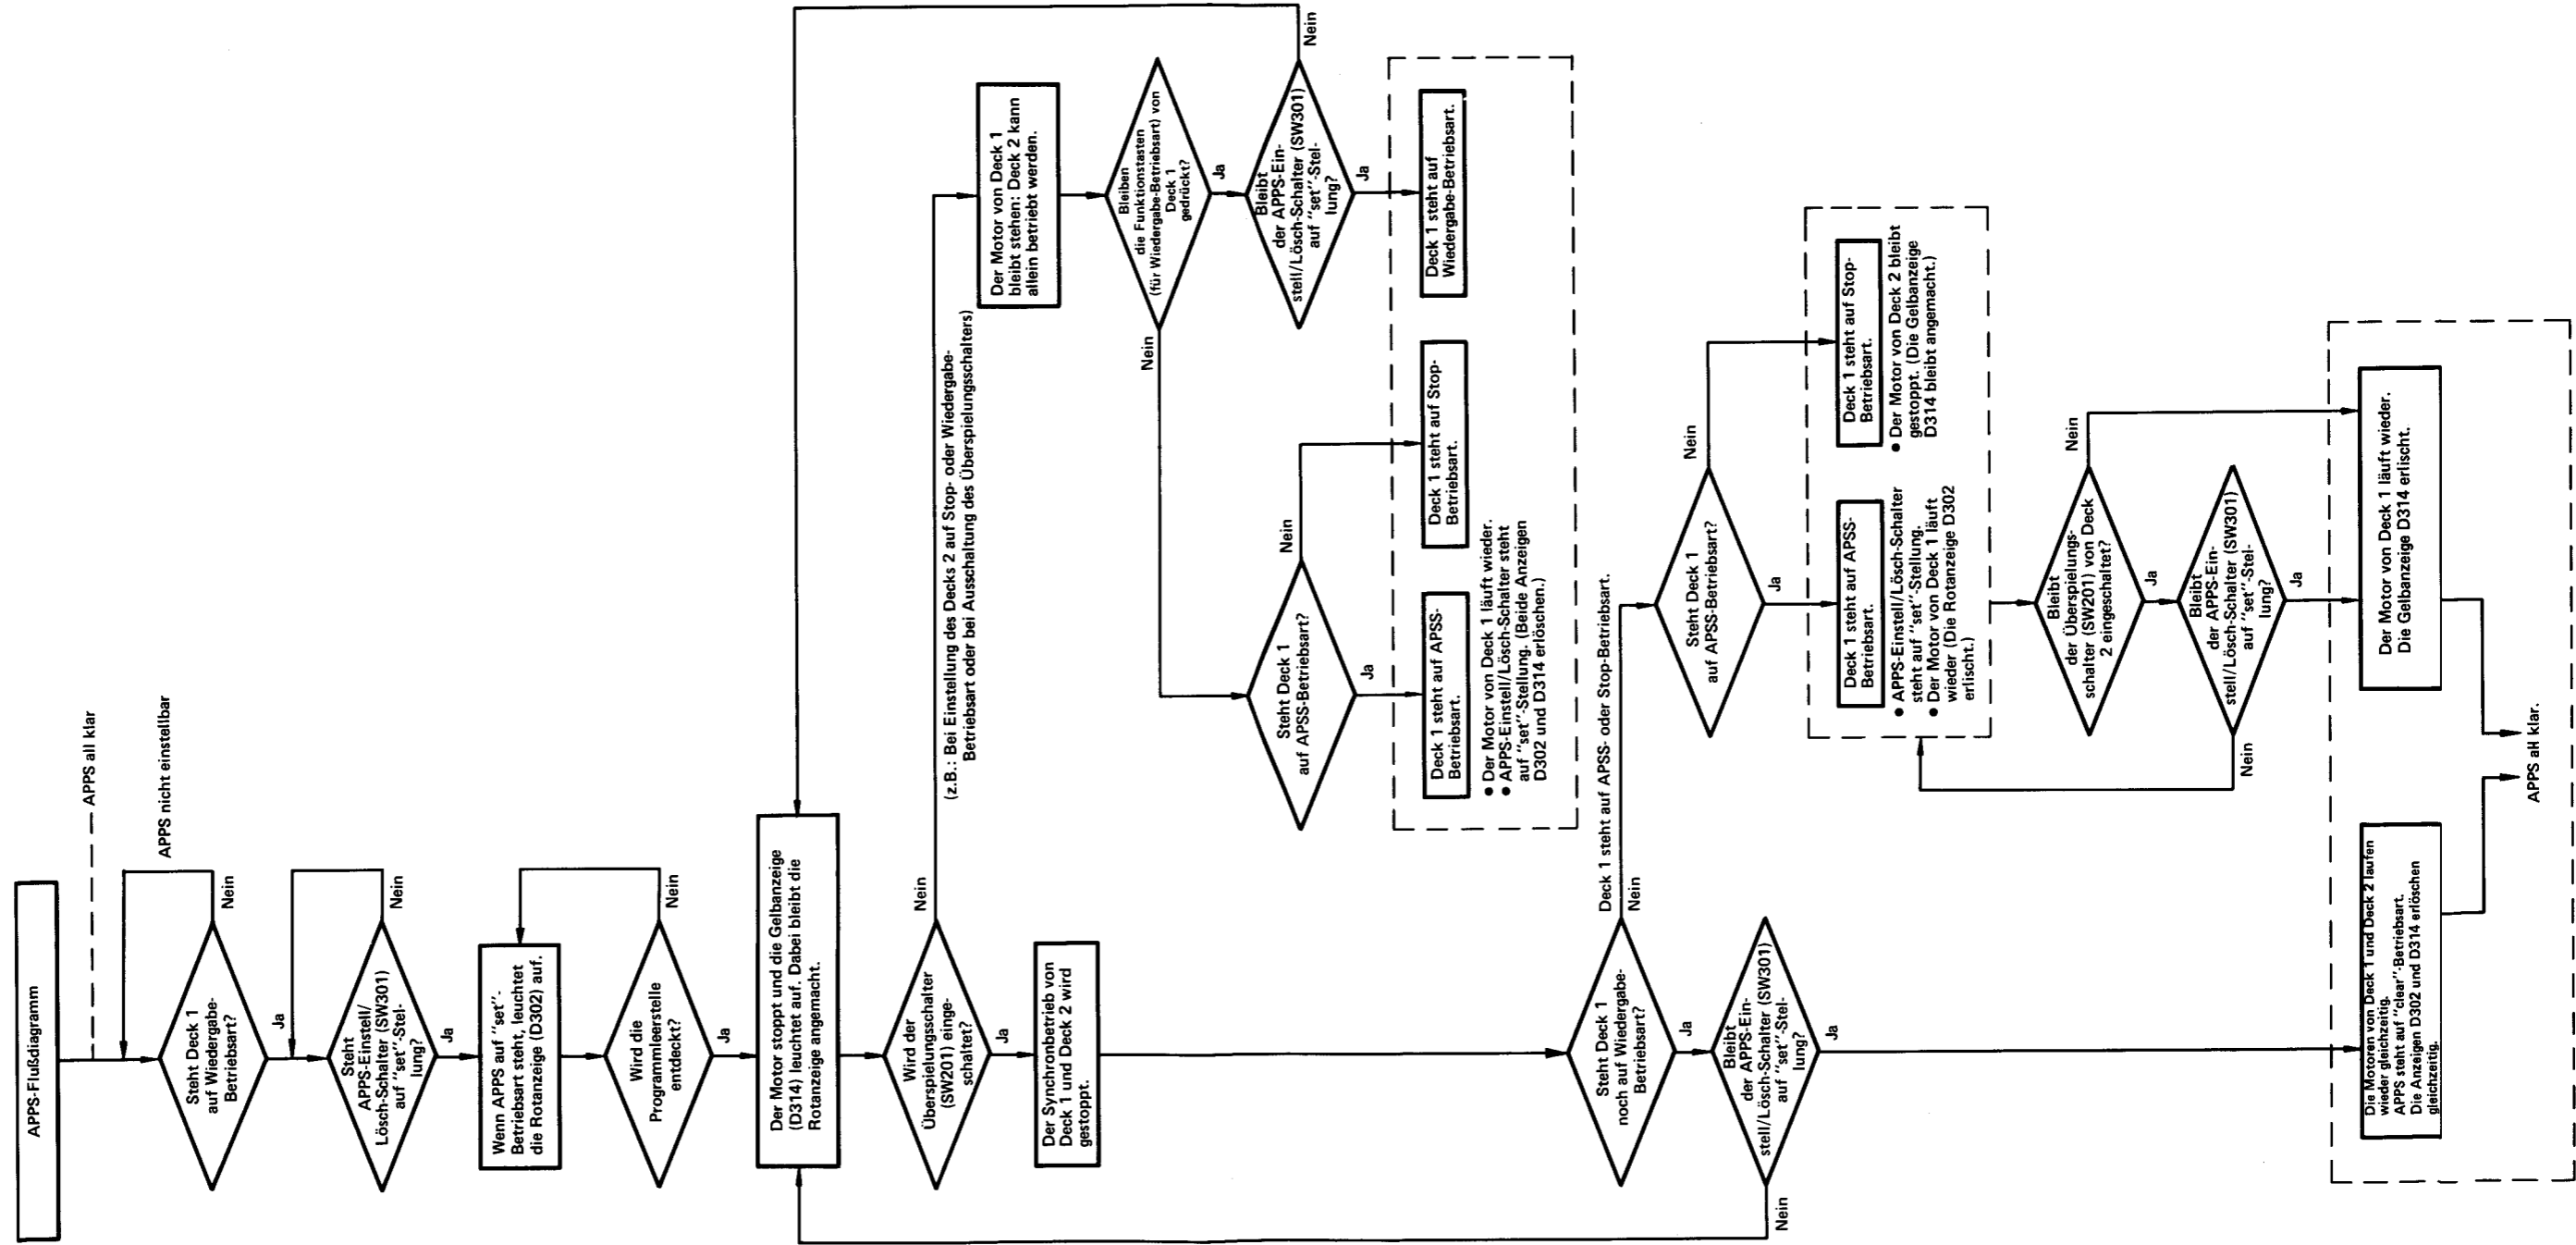 APPS-Flußdiagramm
APPS all klar
APPS nicht einstellbar
Steht Deck 1
auf Wiedergabe-
Betriebsart?
Nein
Ja
Steht
APPS-Einstell/
Lösch-Schalter (SW301)
auf "set"-Stel-
lung?
Nein
Ja
Wenn APPS auf "set"-
Betriebsart steht, leuchtet
die Rotanzeige (D302) auf.
Wird die
Programmleerstelle
entdeckt?
Nein
Ja
Der Motor stoppt und die Gelbanzeige
(D314) leuchtet auf. Dabei bleibt die
Rotanzeige angemacht.
Wird der
Überspielungsschalter
(SW201) einge-
schaltet?
Nein
(z.B.: Bei Einstellung des Decks 2 auf Stop- oder Wiedergabe-
Betriebsart oder bei Ausschaltung des Überspielungsschalters)
Ja
Der Motor von Deck 1
bleibt stehen: Deck 2 kann
allein betriebt werden.
Bleiben
die Funktionstasten
(für Wiedergabe-Betriebsart) von
Deck 1
gedrückt?
Nein
Ja
Bleibt
der APPS-Ein-
stell/Lösch-Schalter (SW301)
auf "set"-Stel-
lung?
Nein
Ja
Steht Deck 1
auf APSS-Betriebsart?
Nein
Ja
Deck 1 steht auf APSS-
Betriebsart.
Deck 1 steht auf Stop-
Betriebsart.
Deck 1 steht auf
Wiedergabe-Betriebsart.
● Der Motor von Deck 1 läuft wieder.
● APPS-Einstell/Lösch-Schalter steht
auf "set"-Stellung. (Beide Anzeigen
D302 und D314 erlöschen.)
Der Synchronbetrieb von
Deck 1 und Deck 2 wird
gestoppt.
Steht Deck 1
noch auf Wiedergabe-
Betriebsart?
Deck 1 steht auf APSS- oder Stop-Betriebsart.
Nein
Ja
Bleibt
der APPS-Ein-
stell/Lösch-Schalter (SW301)
auf "set"-Stel-
lung?
Nein
Ja
Steht Deck 1
auf APSS-Betriebsart?
Nein
Ja
Deck 1 steht auf APSS-
Betriebsart.
● APPS-Einstell/Lösch-Schalter
steht auf "set"-Stellung.
● Der Motor von Deck 1 läuft
wieder (Die Rotanzeige D302
erlischt.)
Deck 1 steht auf Stop-
Betriebsart.
● Der Motor von Deck 2 bleibt
gestoppt. (Die Gelbanzeige
D314 bleibt angemacht.)
Bleibt
der Überspielungs-
schalter (SW201) von Deck
2 eingeschaltet?
Nein
Ja
Bleibt
der APPS-Ein-
stell/Lösch-Schalter (SW301)
auf "set"-Stel-
lung?
Nein
Ja
Die Motoren von Deck 1 und Deck 2 laufen
wieder gleichzeitig.
APPS steht auf "clear"-Betriebsart.
Die Anzeigen D302 und D314 erlöschen
gleichzeitig.
Der Motor von Deck 1 läuft wieder.
Die Gelbanzeige D314 erlischt.
APPS all klar.